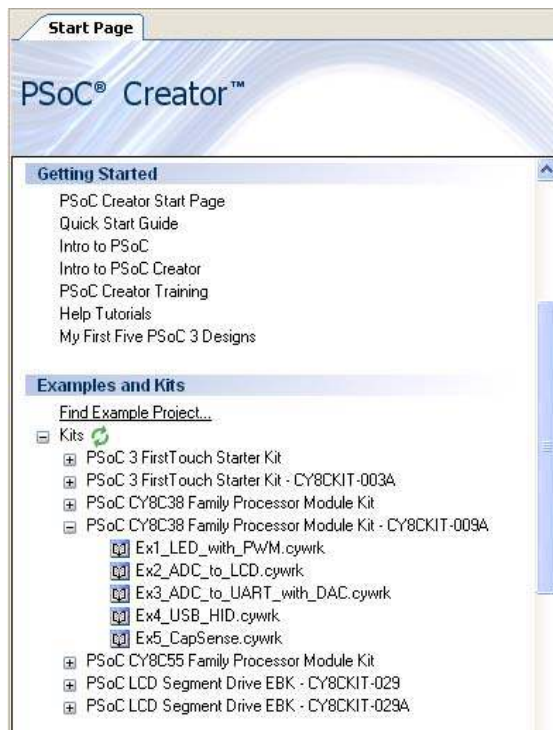 Start Page
PSoC® Creator™
Getting Started
PSoC Creator Start Page
Quick Start Guide
Intro to PSoC
Intro to PSoC Creator
PSoC Creator Training
Help Tutorials
My First Five PSoC 3 Designs
Examples and Kits
Find Example Project...
Kits
PSoC 3 FirstTouch Starter Kit
PSoC 3 FirstTouch Starter Kit - CY8CKIT-003A
PSoC CY8C38 Family Processor Module Kit
PSoC CY8C38 Family Processor Module Kit - CY8CKIT-009A
Ex1_LED_with_PWM.cywrk
Ex2_ADC_to_LCD.cywrk
Ex3_ADC_to_UART_with_DAC.cywrk
Ex4_USB_HID.cywrk
Ex5_CapSense.cywrk
PSoC CY8C55 Family Processor Module Kit
PSoC LCD Segment Drive EBK - CY8CKIT-029
PSoC LCD Segment Drive EBK - CY8CKIT-029A